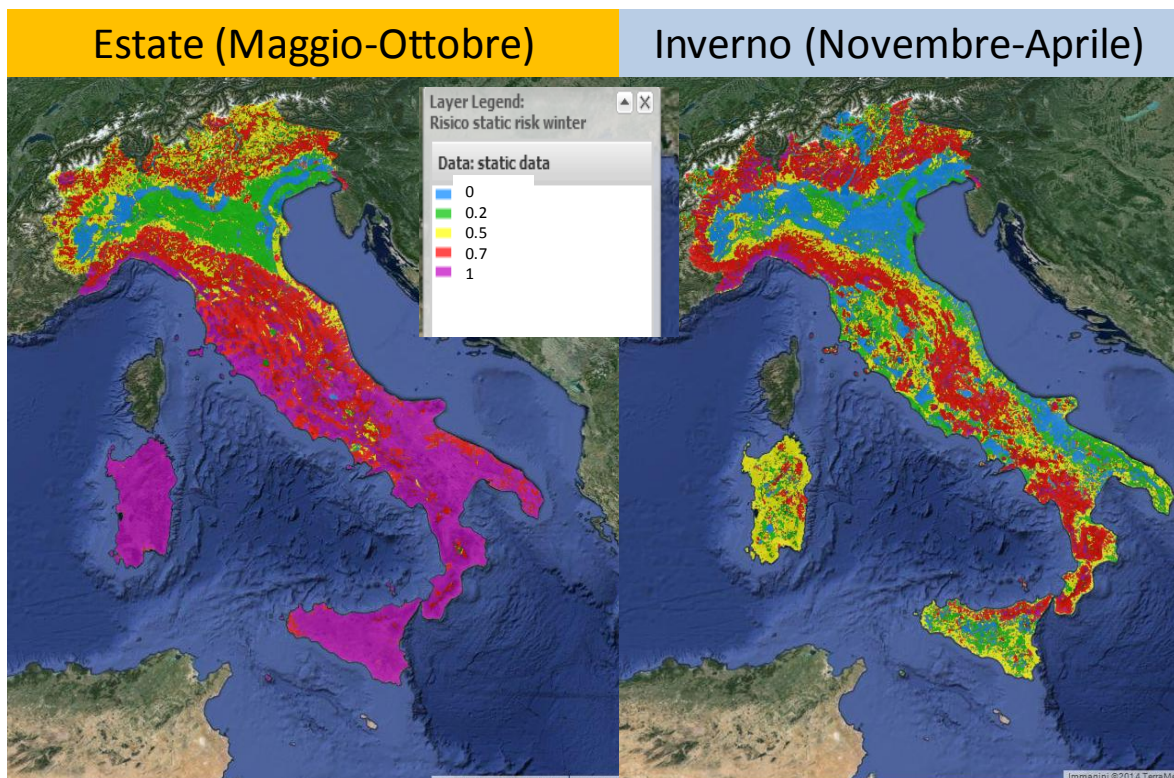 Estate (Maggio-Ottobre)
Inverno (Novembre-Aprile)
Layer Legend:
Risico static risk winter
Data: static data
0
0.2
0.5
0.7
1
Immagini ©2014 TerraM